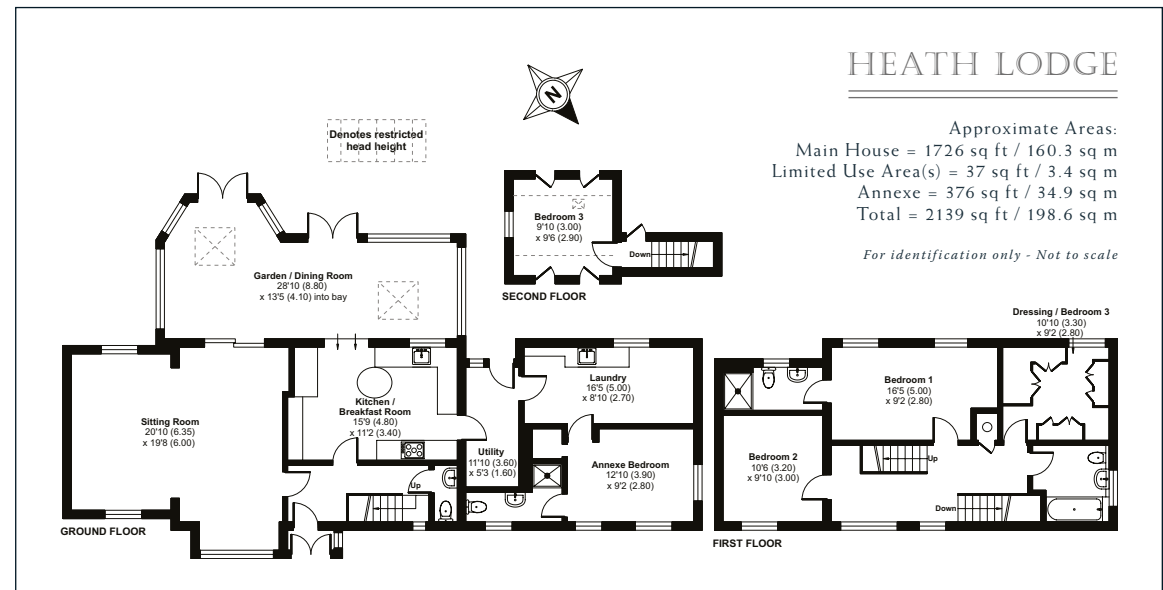 HEATH LODGE
Approximate Areas:
Main House = 1726 sq ft / 160.3 sq m
Limited Use Area(s) = 37 sq ft / 3.4 sq m
Annexe = 376 sq ft / 34.9 sq m
Total = 2139 sq ft / 198.6 sq m
For identification only - Not to scale
N
Denotes restricted
head height
Bedroom 3
9'10 (3.00)
x 9'6 (2.90)
Down
SECOND FLOOR
Garden / Dining Room
28'10 (8.80)
x 13'5 (4.10) into bay
Sitting Room
20'10 (6.35)
x 19'8 (6.00)
Kitchen /
Breakfast Room
15'9 (4.80)
x 11'2 (3.40)
Utility
11'10 (3.60)
x 5'3 (1.60)
Laundry
16'5 (5.00)
x 8'10 (2.70)
Annexe Bedroom
12'10 (3.90)
x 9'2 (2.80)
Up
GROUND FLOOR
Dressing / Bedroom 3
10'10 (3.30)
x 9'2 (2.80)
Bedroom 1
16'5 (5.00)
x 9'2 (2.80)
Bedroom 2
10'6 (3.20)
x 9'10 (3.00)
Up
Down
FIRST FLOOR